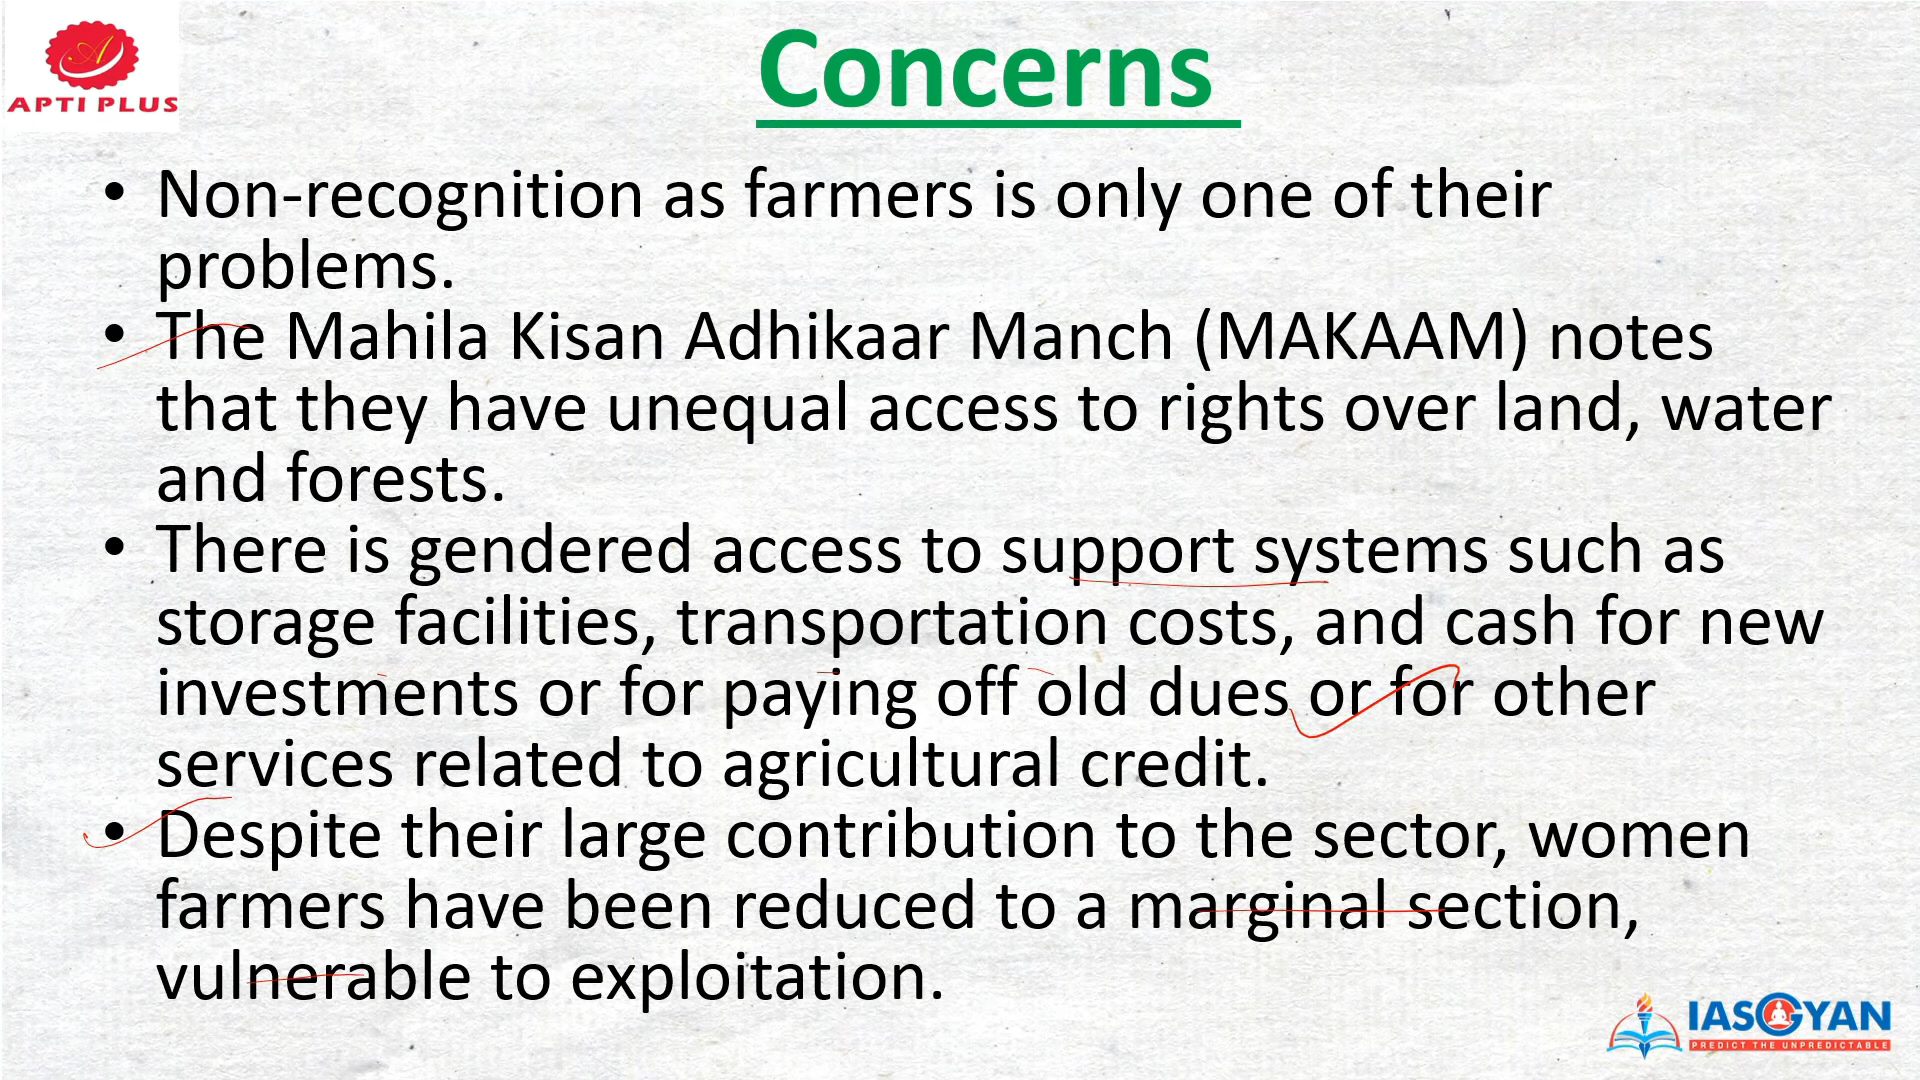 APTI PLUS
Concerns
• Non-recognition as farmers is only one of their
problems.
• The Mahila Kisan Adhikaar Manch (MAKAAM) notes
that they have unequal access to rights over land, water
and forests.
• There is gendered access to support systems such as
storage facilities, transportation costs, and cash for new
investments or for paying off old dues or for other
services related to agricultural credit.
• Despite their large contribution to the sector, women
farmers have been reduced to a marginal section,
vulnerable to exploitation.
IASGYAN
PREDICT THE UNPREDICTABLE